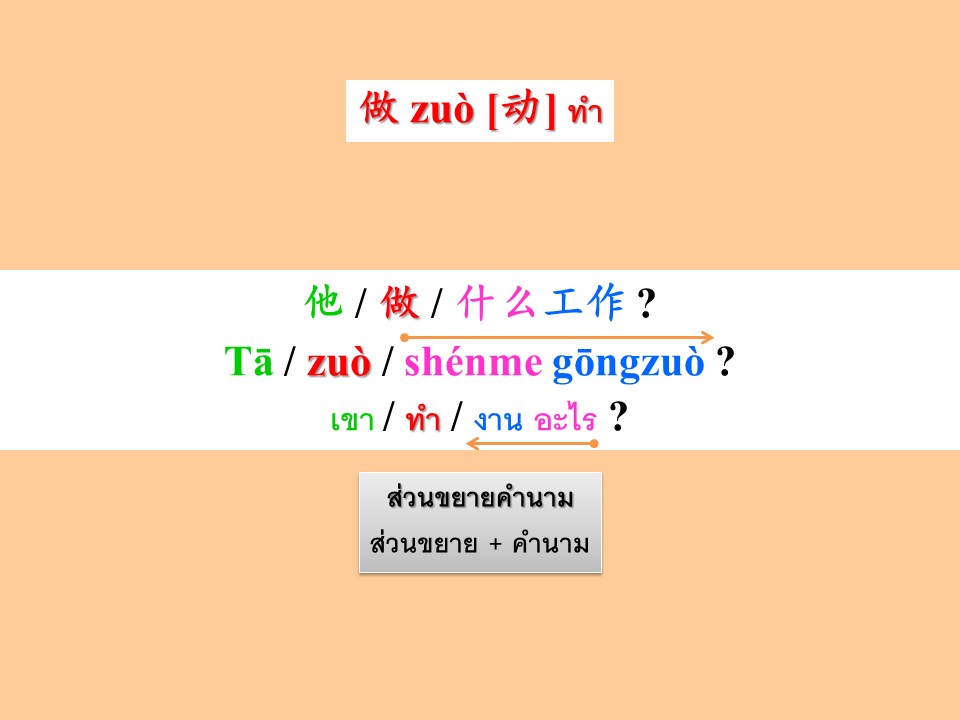 做 zuò [动] ทำ
他 / 做 / 什么工作 ?
Tā / zuò / shénme gōngzuò ?
เขา / ทำ / งาน อะไร ?
ส่วนขยายคำนาม
ส่วนขยาย + คำนาม